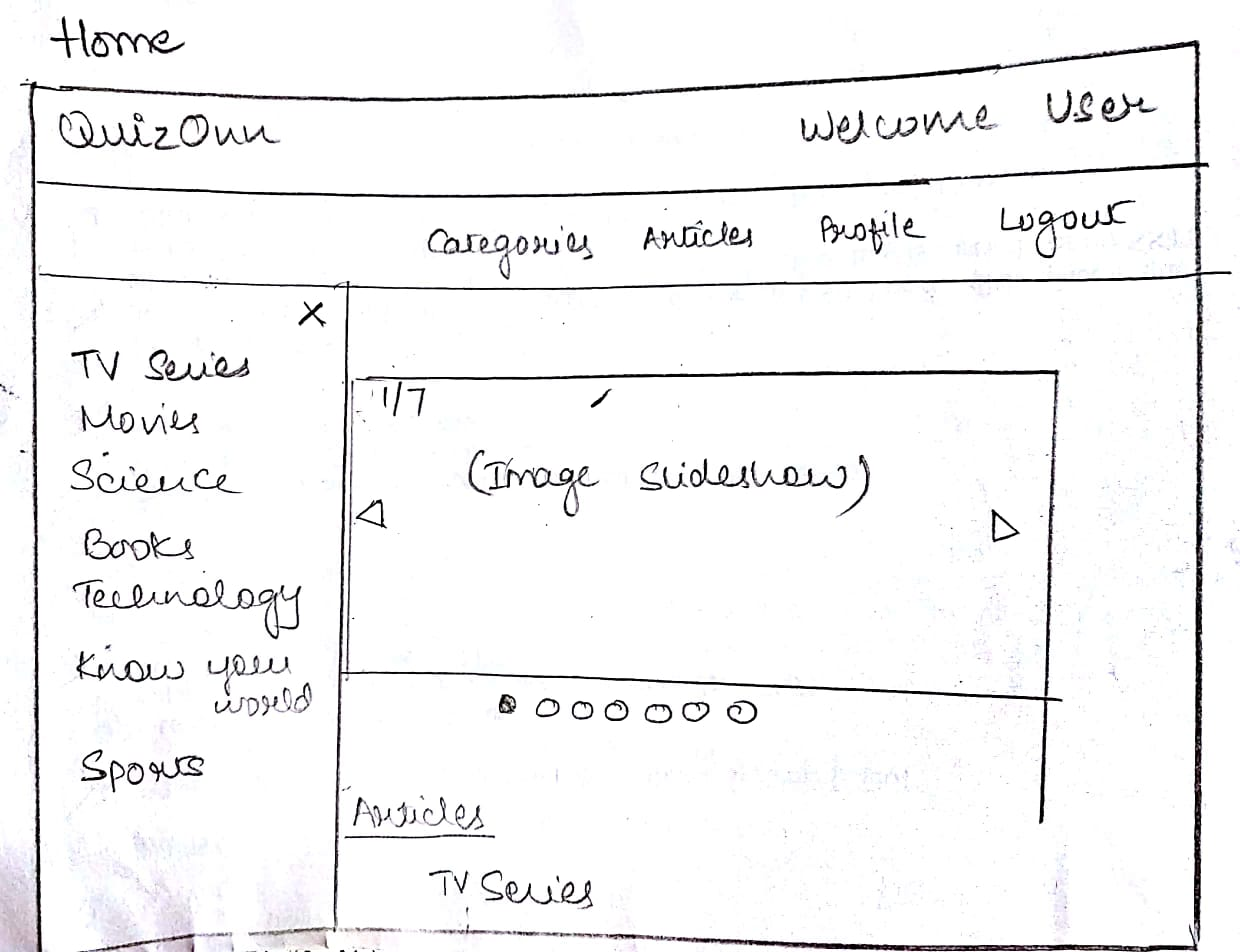 Home
QuizOnn
Welcome User
Categories Articles Profile Logout
X
TV Series
Movies
Science
Books
Technology
Know your
world
Sports
1/7
(Image Slideshow)
Articles
TV Series